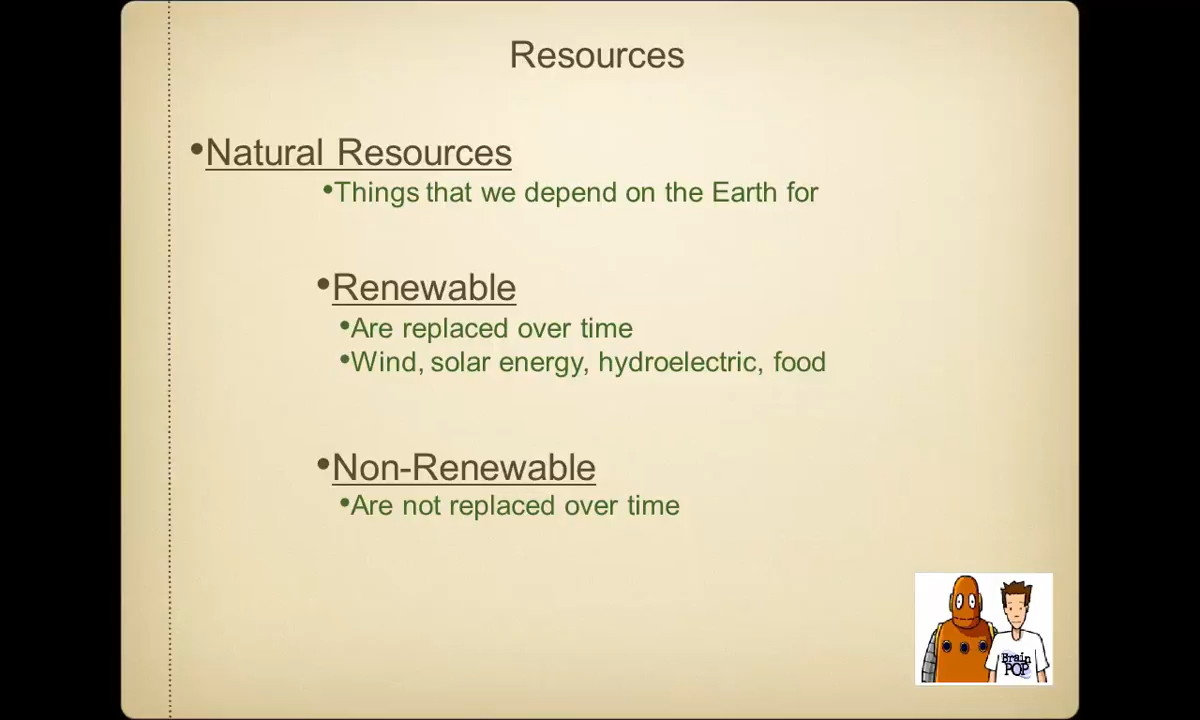 Resources
•Natural Resources
•Things that we depend on the Earth for
•Renewable
•Are replaced over time
•Wind, solar energy, hydroelectric, food
•Non-Renewable
•Are not replaced over time
Brain
POP